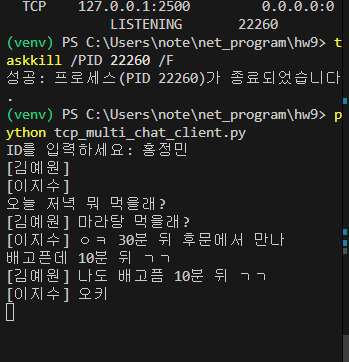 TCP    127.0.0.1:2500         0.0.0.0:0
LISTENING       22260
(venv) PS C:\Users\note\net_program\hw9> t
askkill /PID 22260 /F
성공: 프로세스(PID 22260)가 종료되었습니다
.
(venv) PS C:\Users\note\net_program\hw9> p
ython tcp_multi_chat_client.py
ID를 입력하세요: 홍정민
[김예원]
[이지수]
오늘 저녁 뭐 먹을래?
[김예원] 마라탕 먹을래?
[이지수] ㅇㅋ 30분 뒤 후문에서 만나
배고픈데 10분 뒤 ㄱㄱ
[김예원] 나도 배고픔 10분 뒤 ㄱㄱ
[이지수] 오키